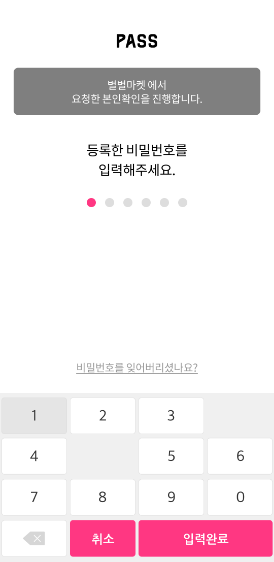 PASS
벌벌마켓 에서
요청한 본인확인을 진행합니다.
등록한 비밀번호를
입력해주세요.
비밀번호를 잊어버리셨나요?
1 2 3
4 5 6
7 8 9 0
취소 입력완료